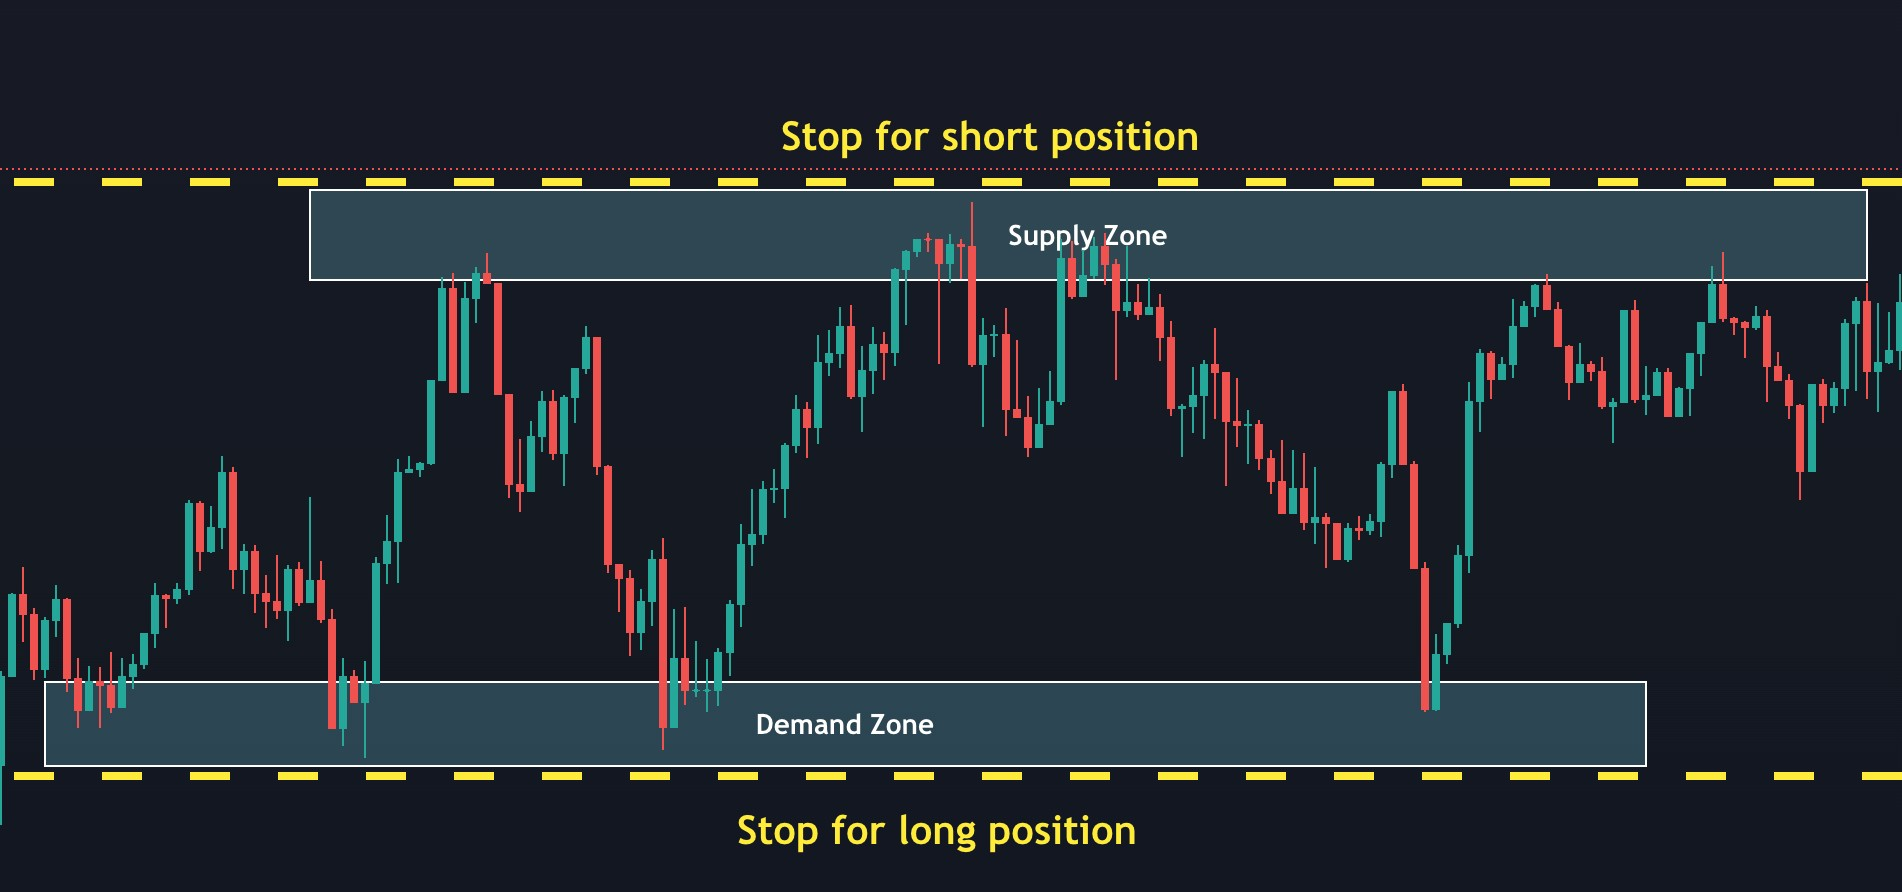 Stop for short position
Supply Zone
Demand Zone
Stop for long position